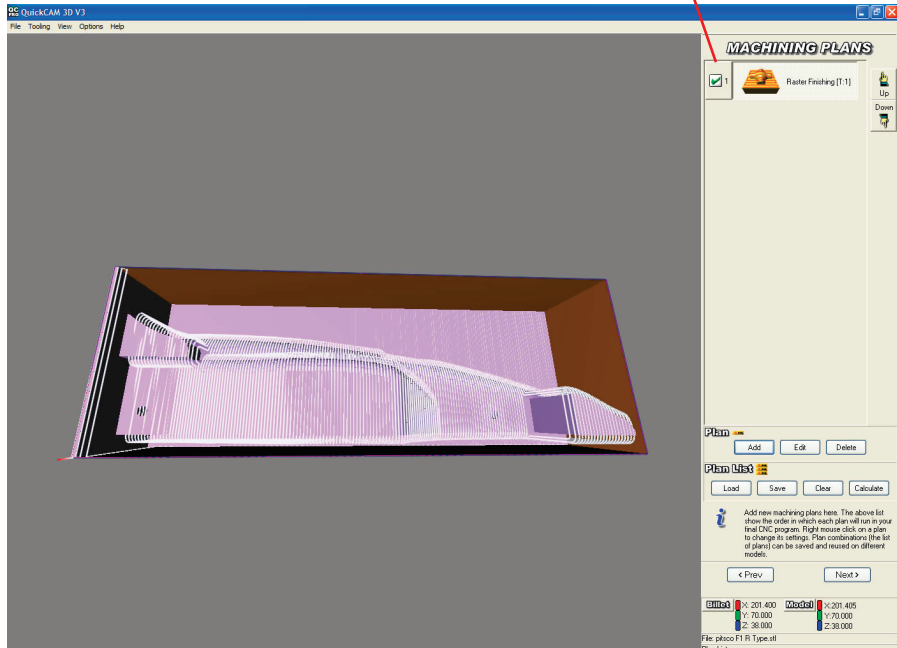 QC PRO QuickCAM 3D V3
File Tooling View Options Help
MACHINING PLANS
1 Raster Finishing [T:1]
Up
Down
Plan
Add Edit Delete
Plan List
Load Save Clear Calculate
Add new machining plans here. The above list
show the order in which each plan will run in your
final CNC program. Right mouse click on a plan
to change its settings. Plan combinations (the list
of plans) can be saved and reused on different
models.
< Prev Next >
Billet X: 201.400 Model X:201.405
Y: 70.000 Y:70.000
Z: 38.000 Z:38.000
File: pitsco F1 R Type.stl